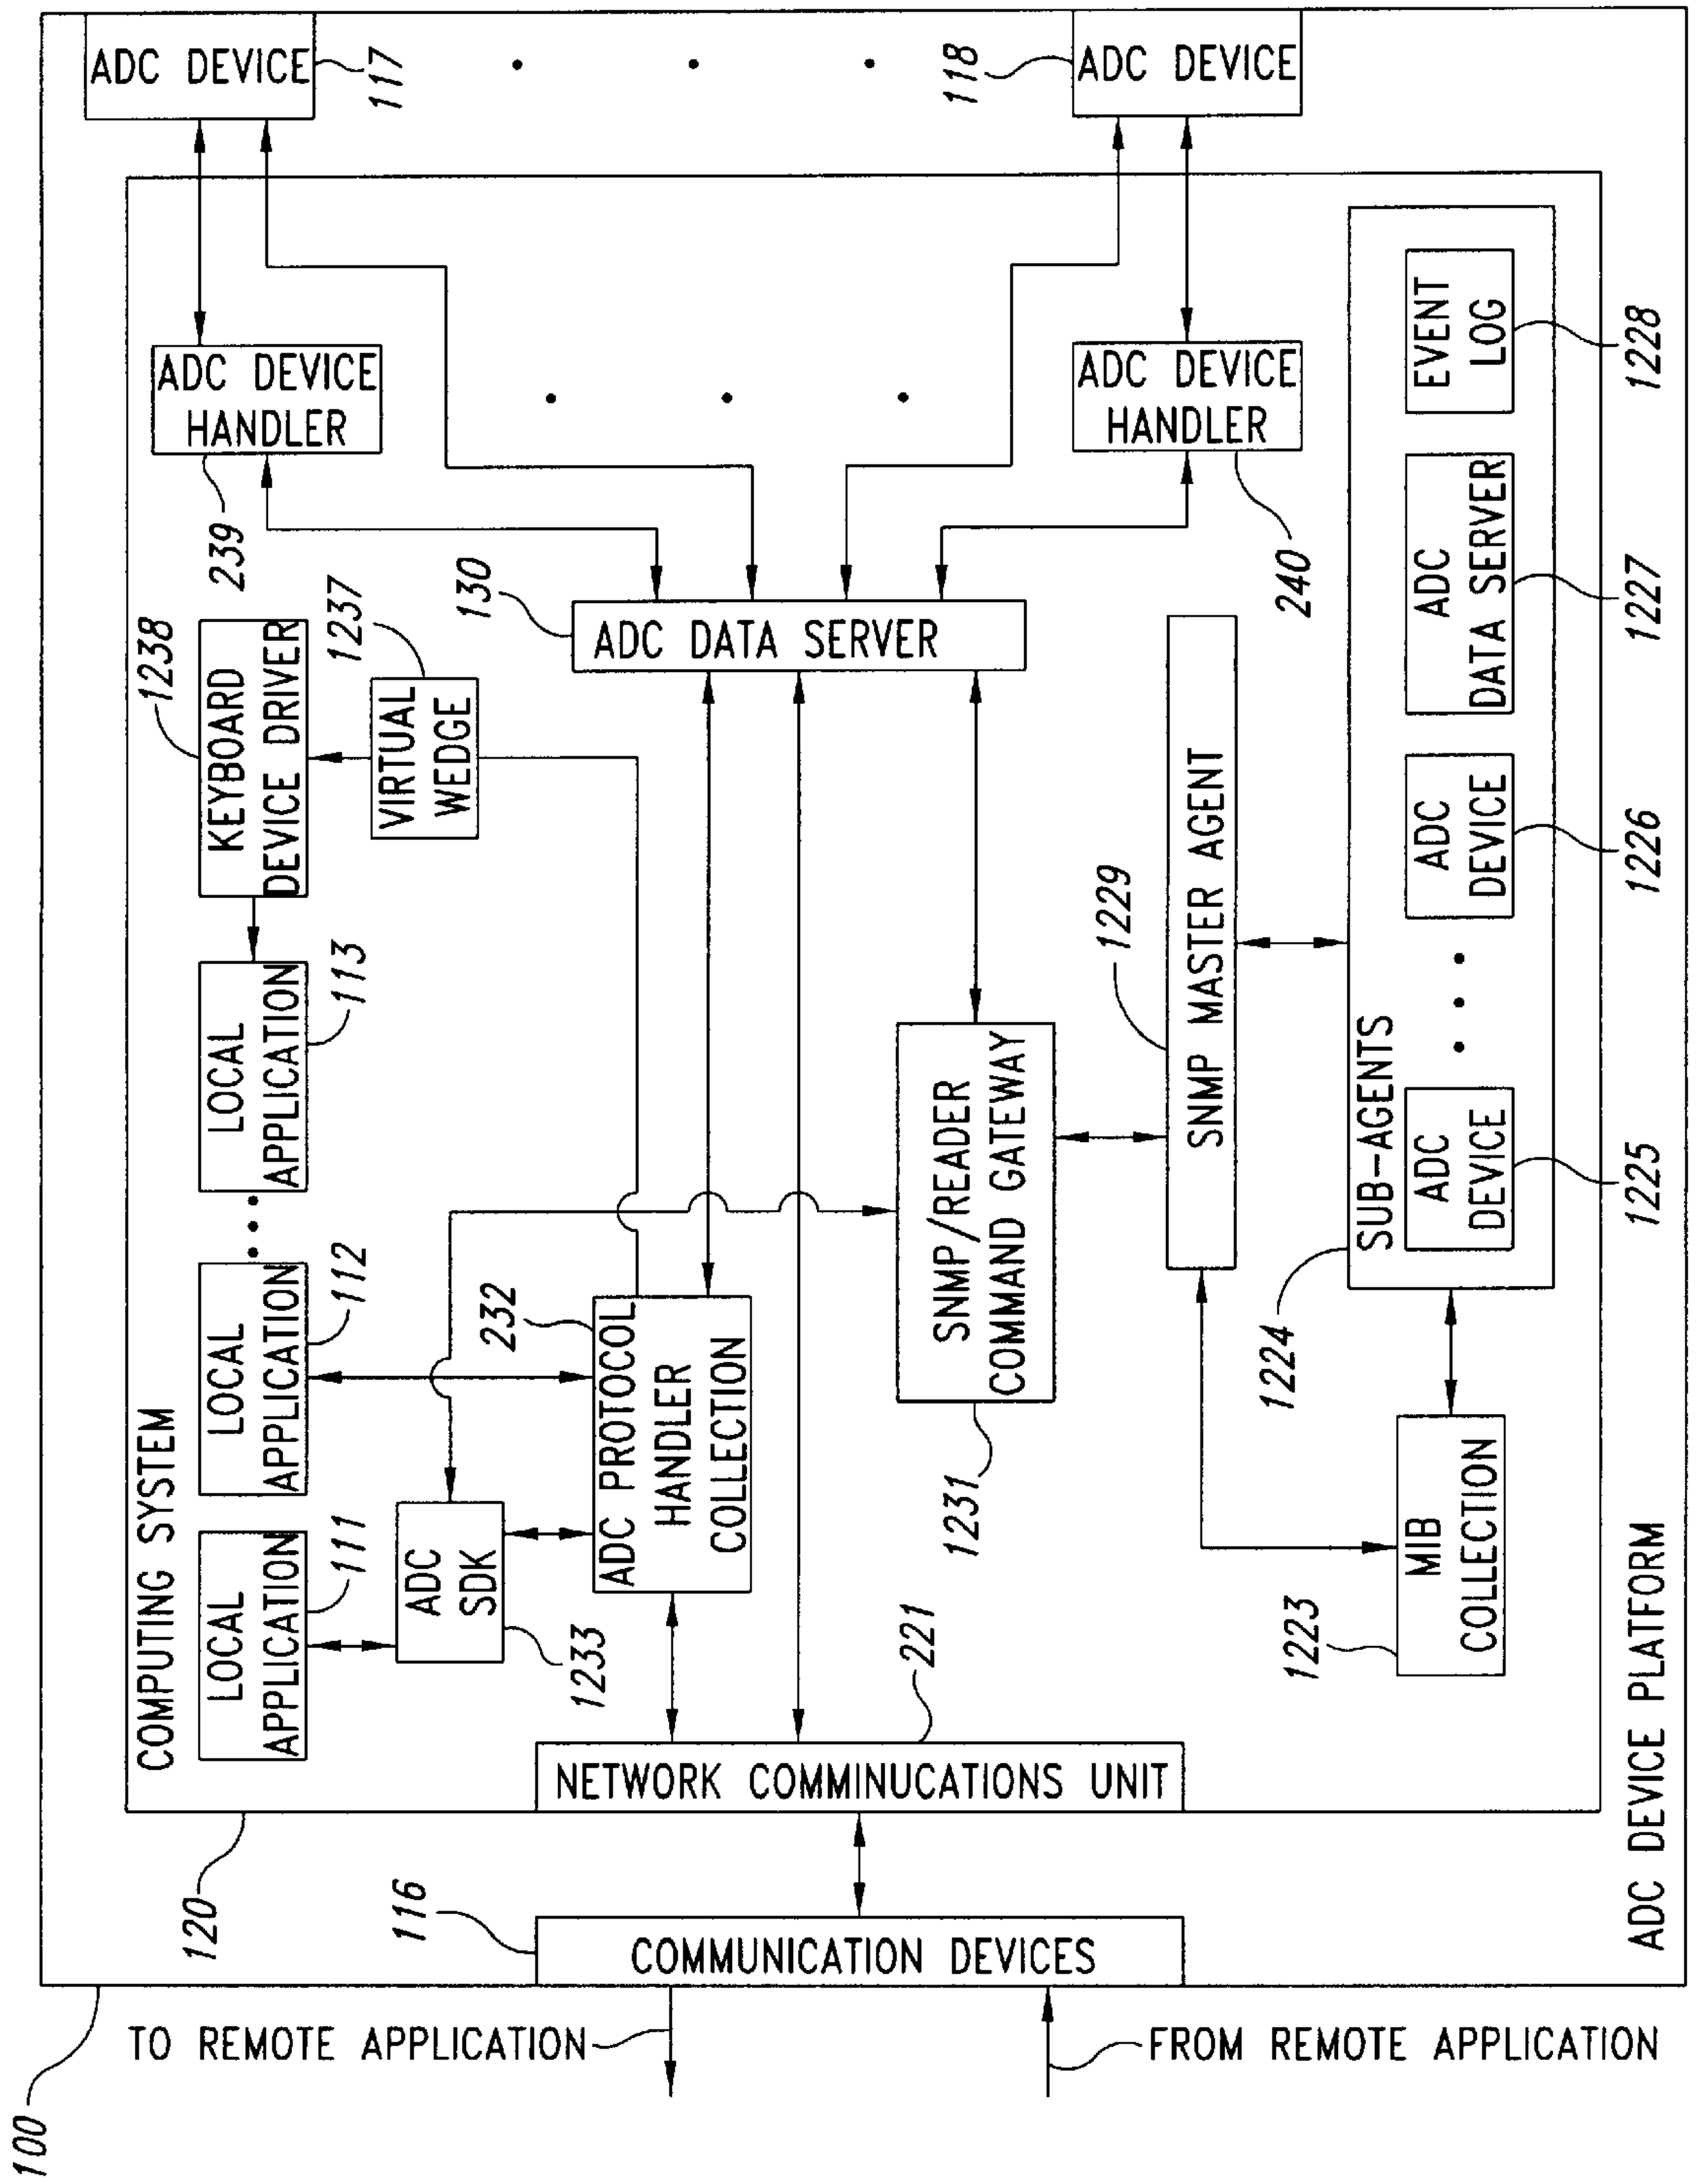 ADC DEVICE
117
118
ADC DEVICE
ADC DEVICE
HANDLER
239
ADC DEVICE
HANDLER
240
1238
KEYBOARD
DEVICE DRIVER
1237
VIRTUAL
WEDGE
130
ADC DATA SERVER
EVENT
LOG
1228
ADC
DATA SERVER
1227
ADC
DEVICE
1226
ADC
DEVICE
1225
SUB-AGENTS
1224
1229
SNMP MASTER AGENT
LOCAL
APPLICATION
113
LOCAL
APPLICATION
112
LOCAL
APPLICATION
111
COMPUTING SYSTEM
232
ADC PROTOCOL
HANDLER
COLLECTION
ADC
SDK
1233
SNMP/READER
COMMAND GATEWAY
1231
MIB
COLLECTION
1223
221
NETWORK COMMINUCATIONS UNIT
120
116
COMMUNICATION DEVICES
ADC DEVICE PLATFORM
100
TO REMOTE APPLICATION
FROM REMOTE APPLICATION